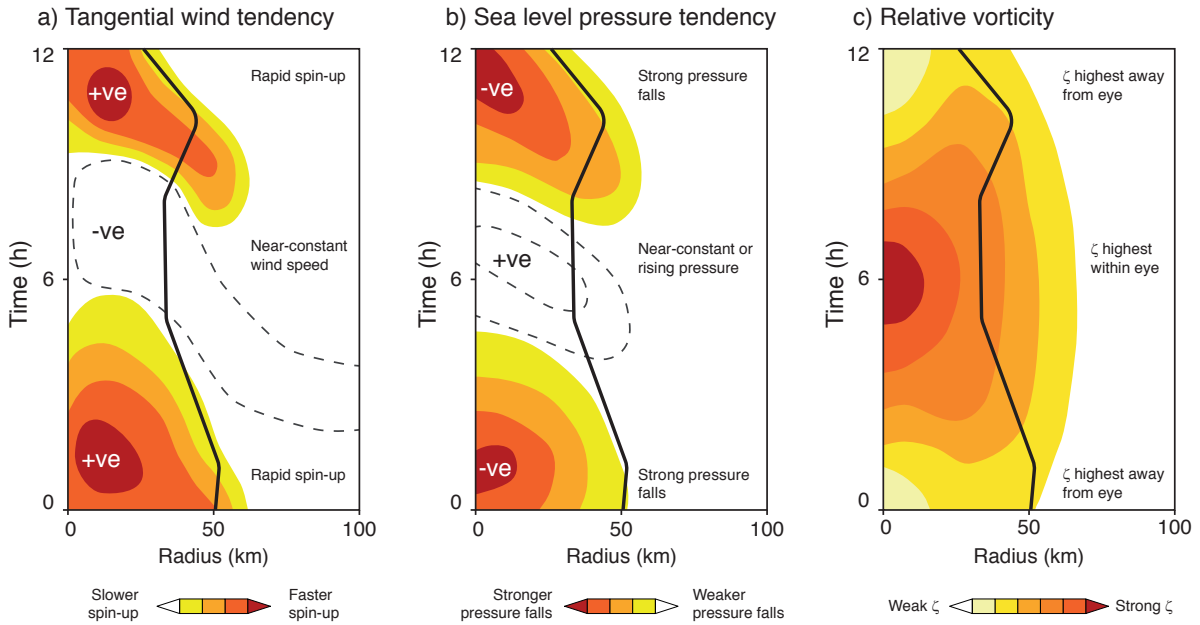 a) Tangential wind tendency
12
Rapid spin-up
+ve
-ve
Near-constant
wind speed
6
+ve
Rapid spin-up
0
0
50
100
Time (h)
Radius (km)
Slower
spin-up
Faster
spin-up
b) Sea level pressure tendency
12
Strong pressure
falls
-ve
Near-constant or
rising pressure
+ve
6
-ve
Strong pressure
falls
0
0
50
100
Time (h)
Radius (km)
Stronger
pressure falls
Weaker
pressure falls
c) Relative vorticity
12
ζ highest away
from eye
ζ highest
within eye
6
ζ highest away
from eye
0
0
50
100
Time (h)
Radius (km)
Weak ζ
Strong ζ